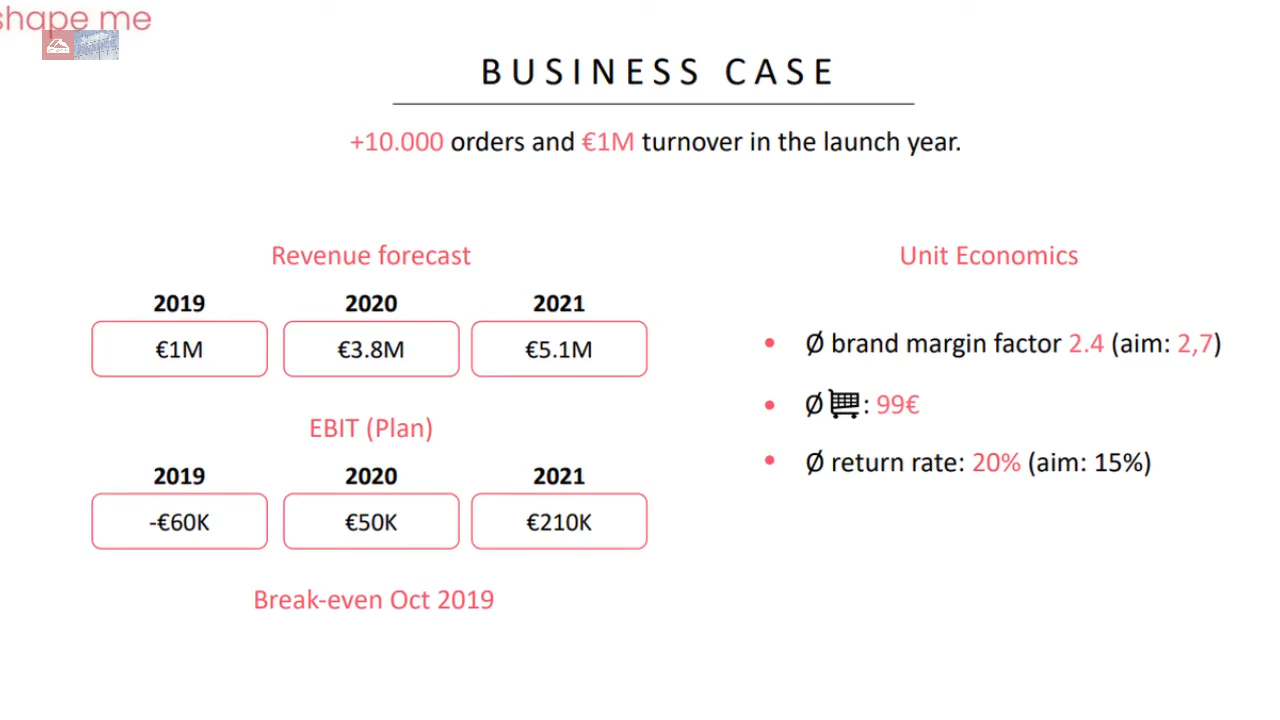 shape me
BUSINESS CASE
+10.000 orders and €1M turnover in the launch year.
Revenue forecast
2019 2020 2021
€1M €3.8M €5.1M
EBIT (Plan)
2019 2020 2021
-€60K €50K €210K
Break-even Oct 2019
Unit Economics
• Ø brand margin factor 2.4 (aim: 2,7)
• Ø : 99€
• Ø return rate: 20% (aim: 15%)